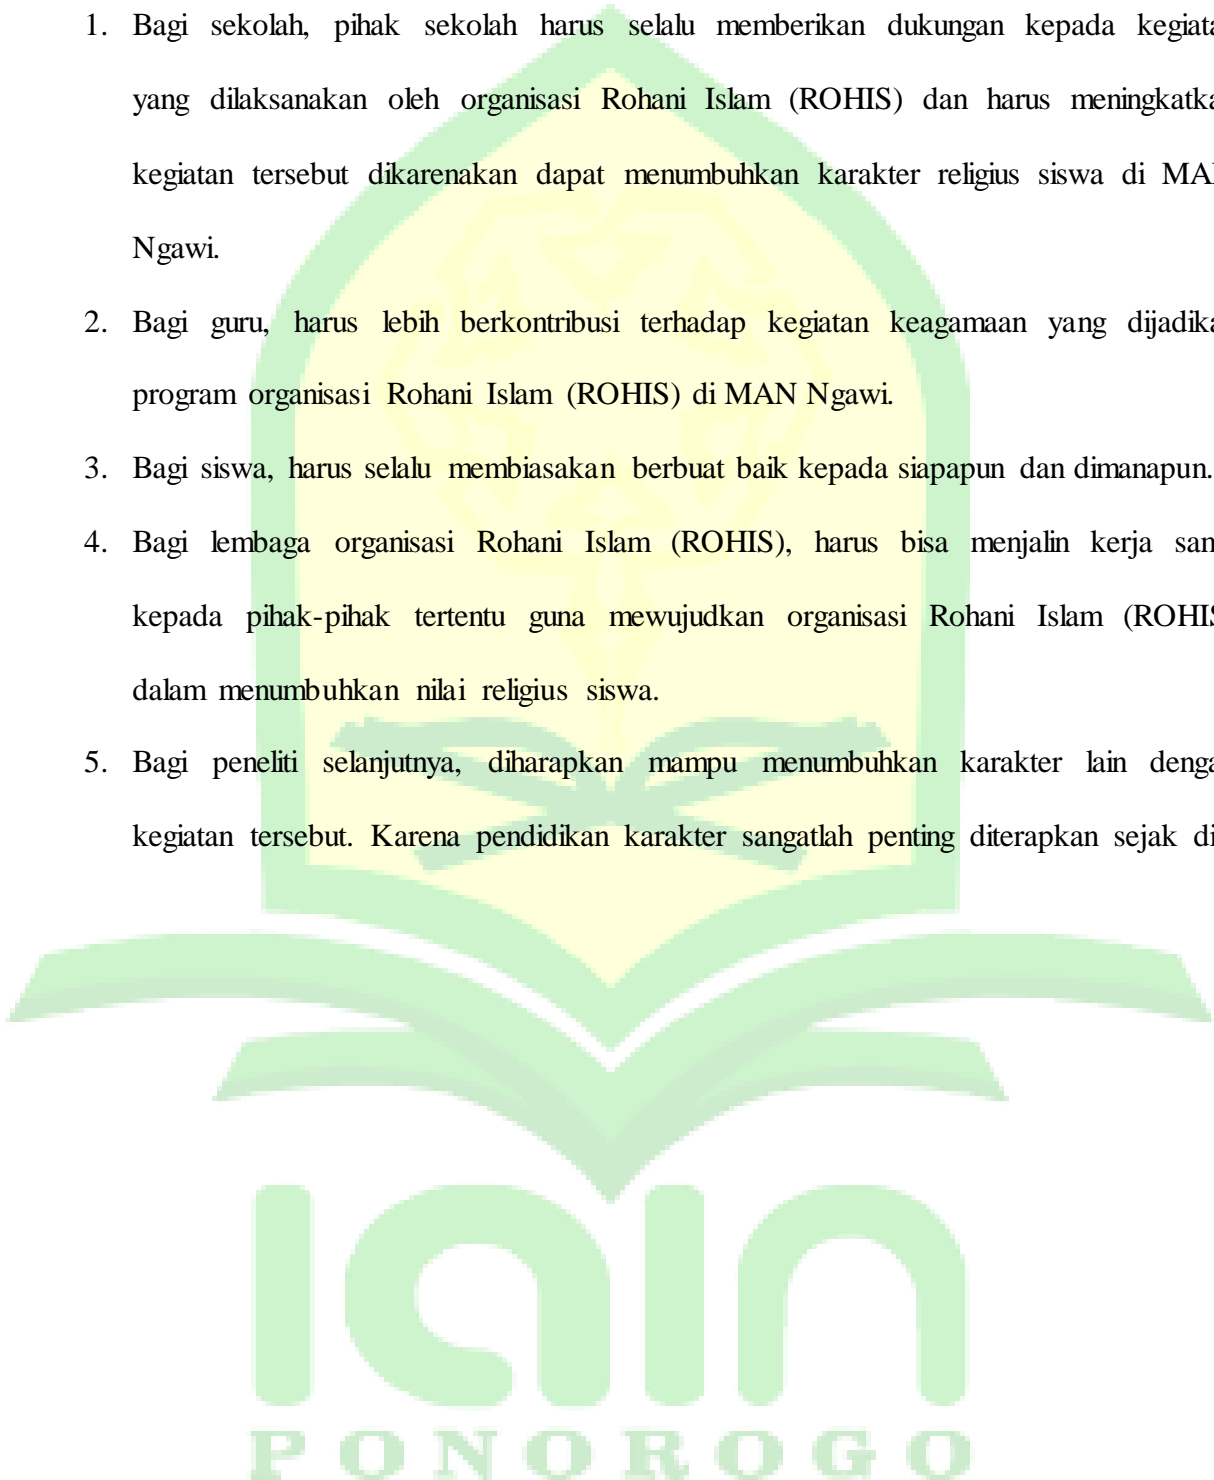 1. Bagi sekolah, pihak sekolah harus selalu memberikan dukungan kepada kegiata
yang dilaksanakan oleh organisasi Rohani Islam (ROHIS) dan harus meningkatka
kegiatan tersebut dikarenakan dapat menumbuhkan karakter religius siswa di MA
Ngawi.
2. Bagi guru, harus lebih berkontribusi terhadap kegiatan keagamaan yang dijadika
program organisasi Rohani Islam (ROHIS) di MAN Ngawi.
3. Bagi siswa, harus selalu membiasakan berbuat baik kepada siapapun dan dimanapun.
4. Bagi lembaga organisasi Rohani Islam (ROHIS), harus bisa menjalin kerja sam
kepada pihak-pihak tertentu guna mewujudkan organisasi Rohani Islam (ROHIS
dalam menumbuhkan nilai religius siswa.
5. Bagi peneliti selanjutnya, diharapkan mampu menumbuhkan karakter lain denga
kegiatan tersebut. Karena pendidikan karakter sangatlah penting diterapkan sejak di
iain
PONOROGO